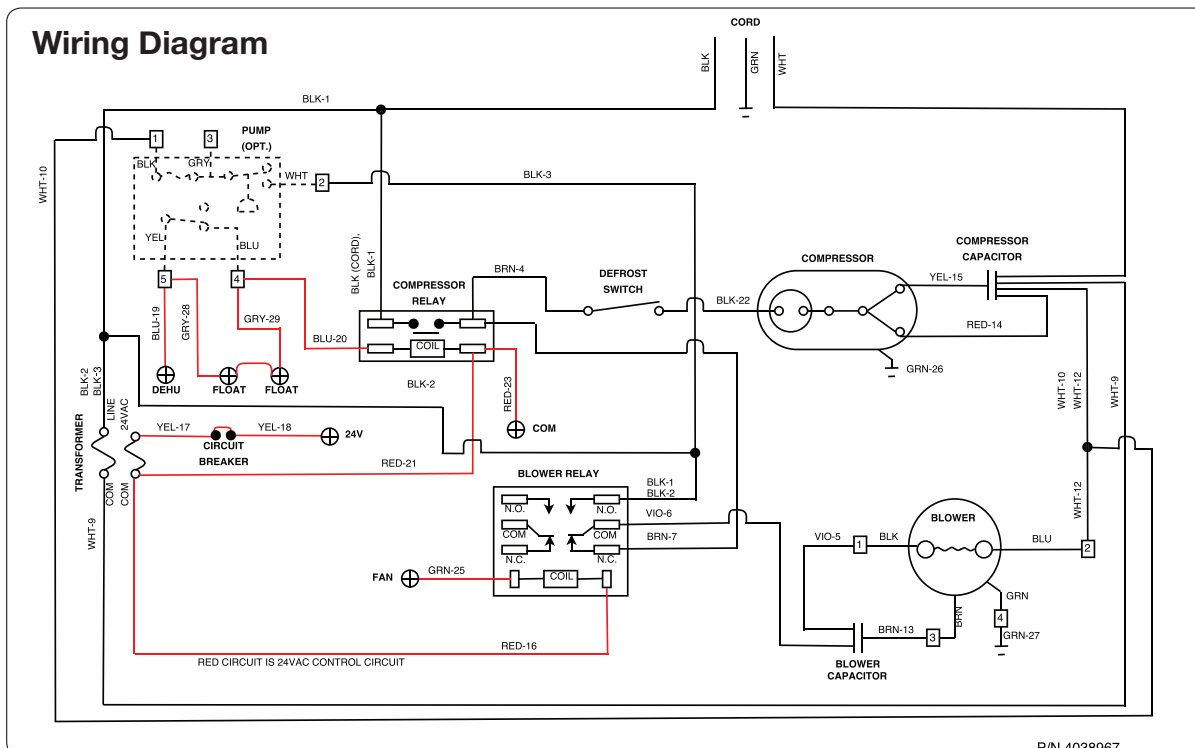 Wiring Diagram
CORD
BLK
GRN
WHT
BLK-1
1
3
PUMP
(OPT.)
BLK
GRY
WHT
2
BLK-3
WHT-10
YEL
BLU
5
4
BLK (CORD),
BLK-1
BRN-4
COMPRESSOR
RELAY
COIL
DEFROST
SWITCH
BLK-22
COMPRESSOR
COMPRESSOR
CAPACITOR
YEL-15
RED-14
GRN-26
BLU-19
GRY-28
GRY-29
BLU-20
DEHU
FLOAT
FLOAT
BLK-2
RED-23
COM
BLK-2
BLK-3
LINE
24VAC
TRANSFORMER
COM
COM
YEL-17
YEL-18
24V
CIRCUIT
BREAKER
RED-21
WHT-10
WHT-12
WHT-9
WHT-12
BLOWER RELAY
N.O.
COM
N.C.
N.O.
COM
N.C.
COIL
BLK-1
BLK-2
VIO-6
BRN-7
FAN
GRN-25
WHT-9
RED-16
RED CIRCUIT IS 24VAC CONTROL CIRCUIT
BLOWER
VIO-5
1
BLK
BLU
2
BRN
GRN
4
GRN-27
BRN-13
3
BLOWER
CAPACITOR
P/N 4038967